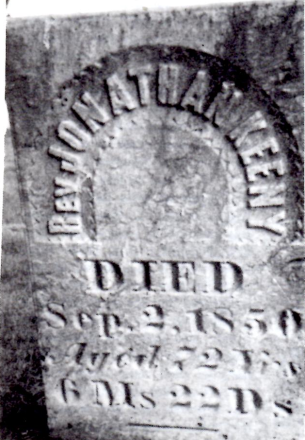 REV. JONATHAN KEENY
DIED
Sep. 2, 1850
Aged 72 Yrs
6 Ms 22 Ds